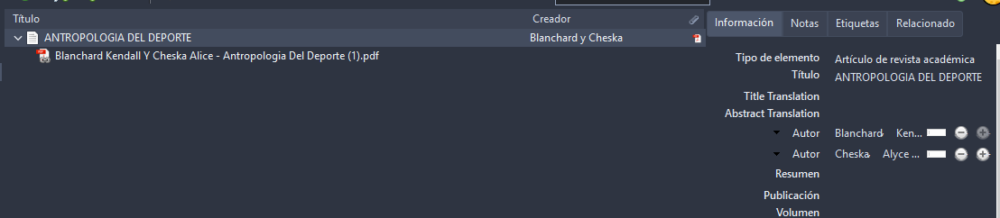 Título Creador
ANTROPOLOGIA DEL DEPORTE Blanchard y Cheska
Blanchard Kendall Y Cheska Alice - Antropologia Del Deporte (1).pdf
Información Notas Etiquetas Relacionado
Tipo de elemento Artículo de revista académica
Título ANTROPOLOGIA DEL DEPORTE
Title Translation
Abstract Translation
Autor Blanchard, Ken...
Autor Cheska, Alyce ...
Resumen
Publicación
Volumen